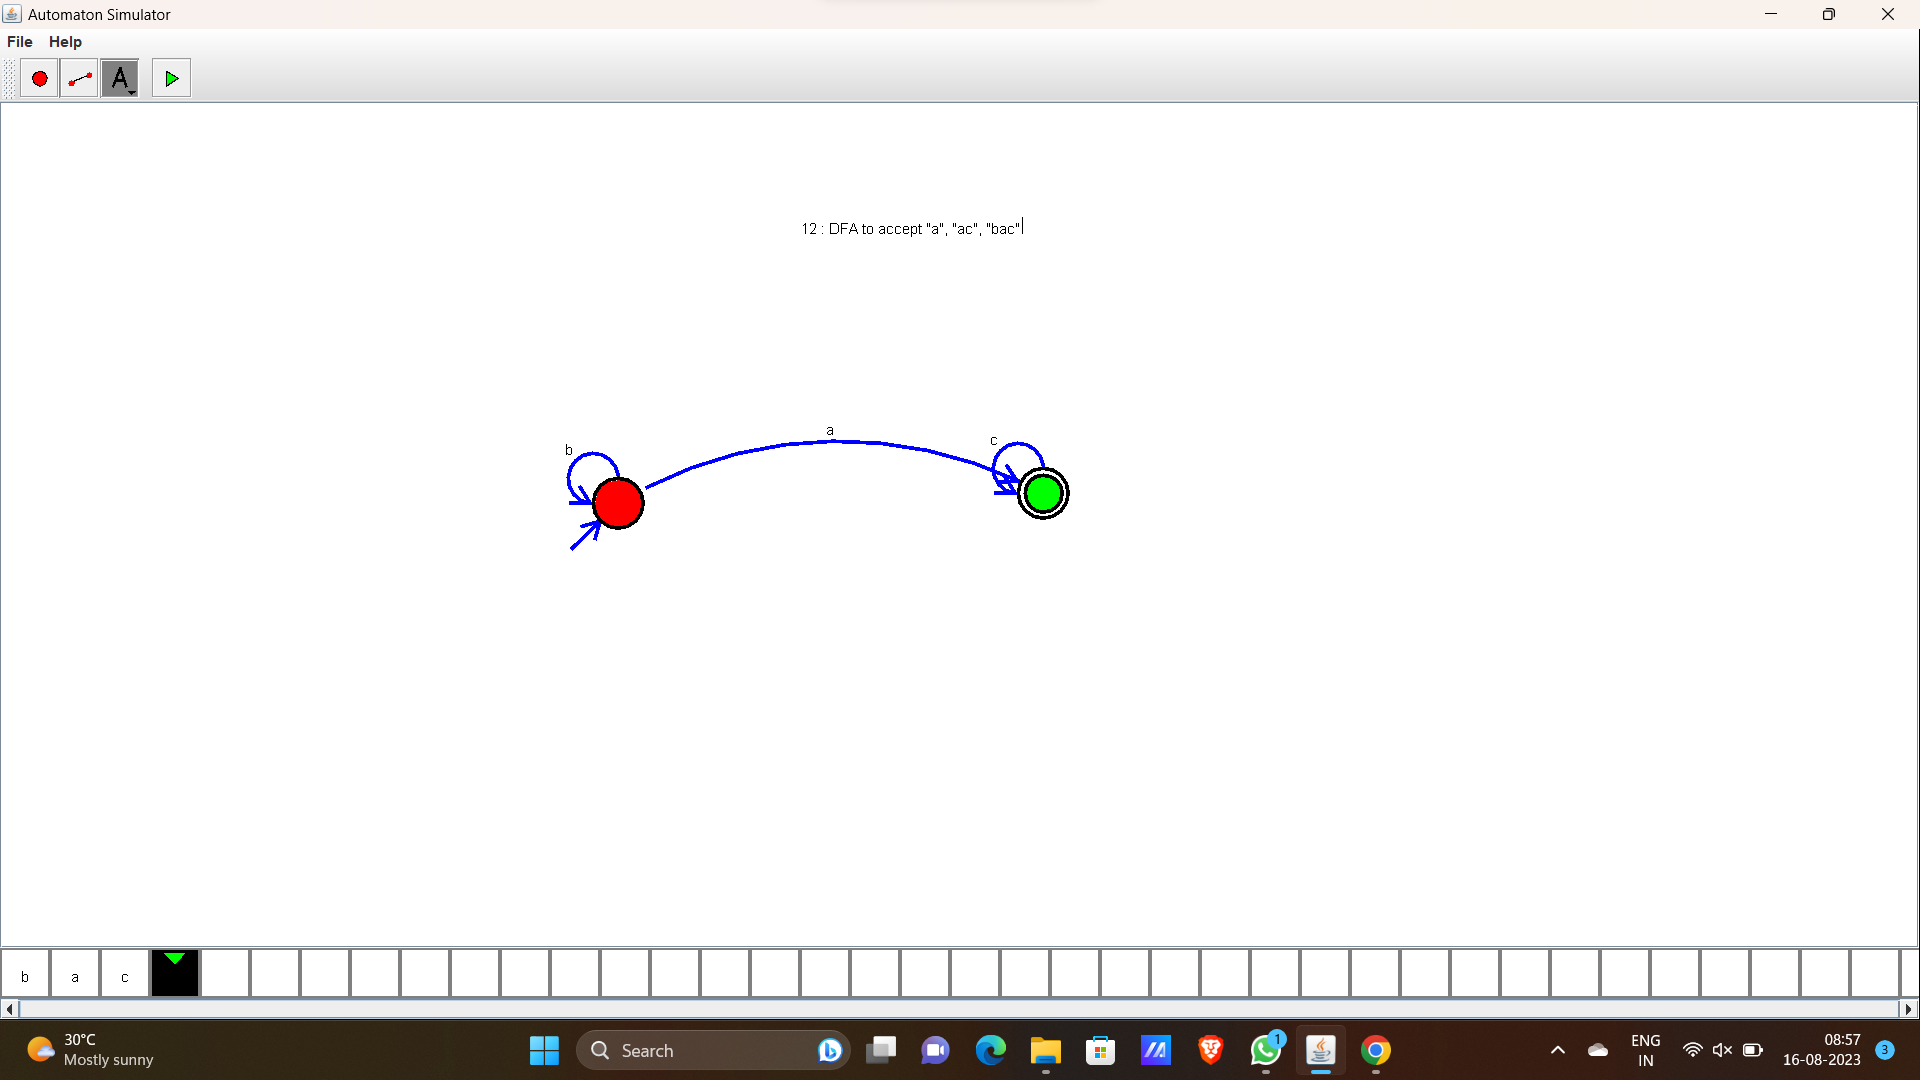 Automaton Simulator
File Help
A
12 : DFA to accept "a", "ac", "bac"
a
c
b
b a c
30°C
Mostly sunny
Search
1
ENG
IN
08:57
16-08-2023
3